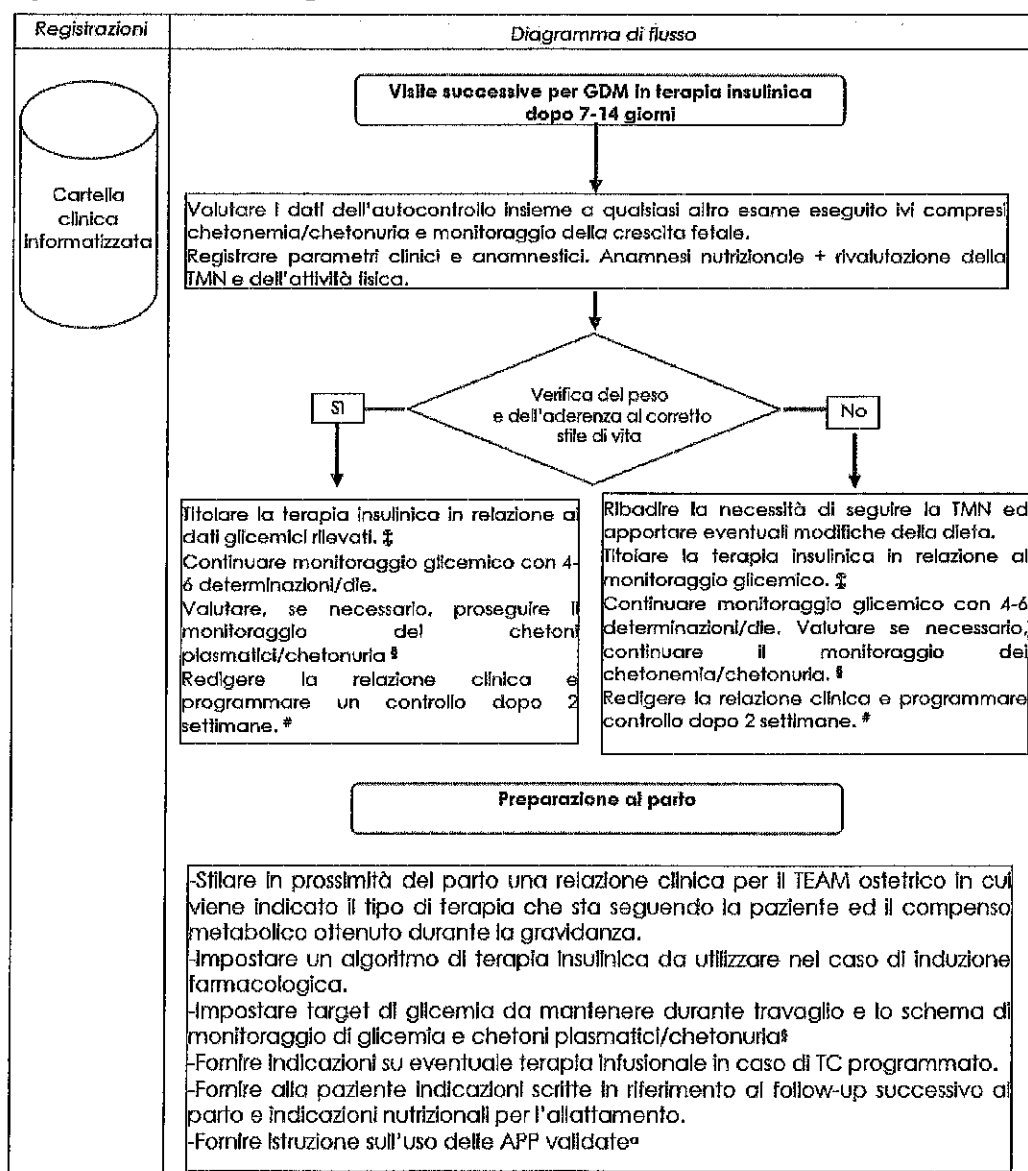 Registrazioni
Diagramma di flusso
Visite successive per GDM in terapia insulinica
dopo 7-14 giorni
Cartella
clinica
informatizzata
Valutare i dati dell'autocontrollo insieme a qualsiasi altro esame eseguito ivi compresi
chetonemia/chetonuria e monitoraggio della crescita fetale.
Registrare parametri clinici e anamnestici. Anamnesi nutrizionale + rivalutazione della
TMN e dell'attività fisica.
Verifica del peso
e dell'aderenza al corretto
stile di vita
Sì
No
Titolare la terapia insulinica in relazione ai
dati glicemici rilevati. ‡
Continuare monitoraggio glicemico con 4-
6 determinazioni/die.
Valutare, se necessario, proseguire il
monitoraggio dei chetoni
plasmatici/chetonuria §
Redigere la relazione clinica e
programmare un controllo dopo 2
settimane. #
Ribadire la necessità di seguire la TMN ed
apportare eventuali modifiche della dieta.
Titolare la terapia insulinica in relazione al
monitoraggio glicemico. ‡
Continuare monitoraggio glicemico con 4-6
determinazioni/die. Valutare se necessario,
continuare il monitoraggio dei
chetonemia/chetonuria. §
Redigere la relazione clinica e programmare
controllo dopo 2 settimane. #
Preparazione al parto
-Stilare in prossimità del parto una relazione clinica per il TEAM ostetrico in cui
viene indicato il tipo di terapia che sta seguendo la paziente ed il compenso
metabolico ottenuto durante la gravidanza.
-Impostare un algoritmo di terapia insulinica da utilizzare nel caso di induzione
farmacologica.
-Impostare target di glicemia da mantenere durante travaglio e lo schema di
monitoraggio di glicemia e chetoni plasmatici/chetonuria§
-Fornire indicazioni su eventuale terapia infusionale in caso di TC programmato.
-Fornire alla paziente indicazioni scritte in riferimento al follow-up successivo al
parto e indicazioni nutrizionali per l'allattamento.
-Fornire istruzione sull'uso delle APP validateª